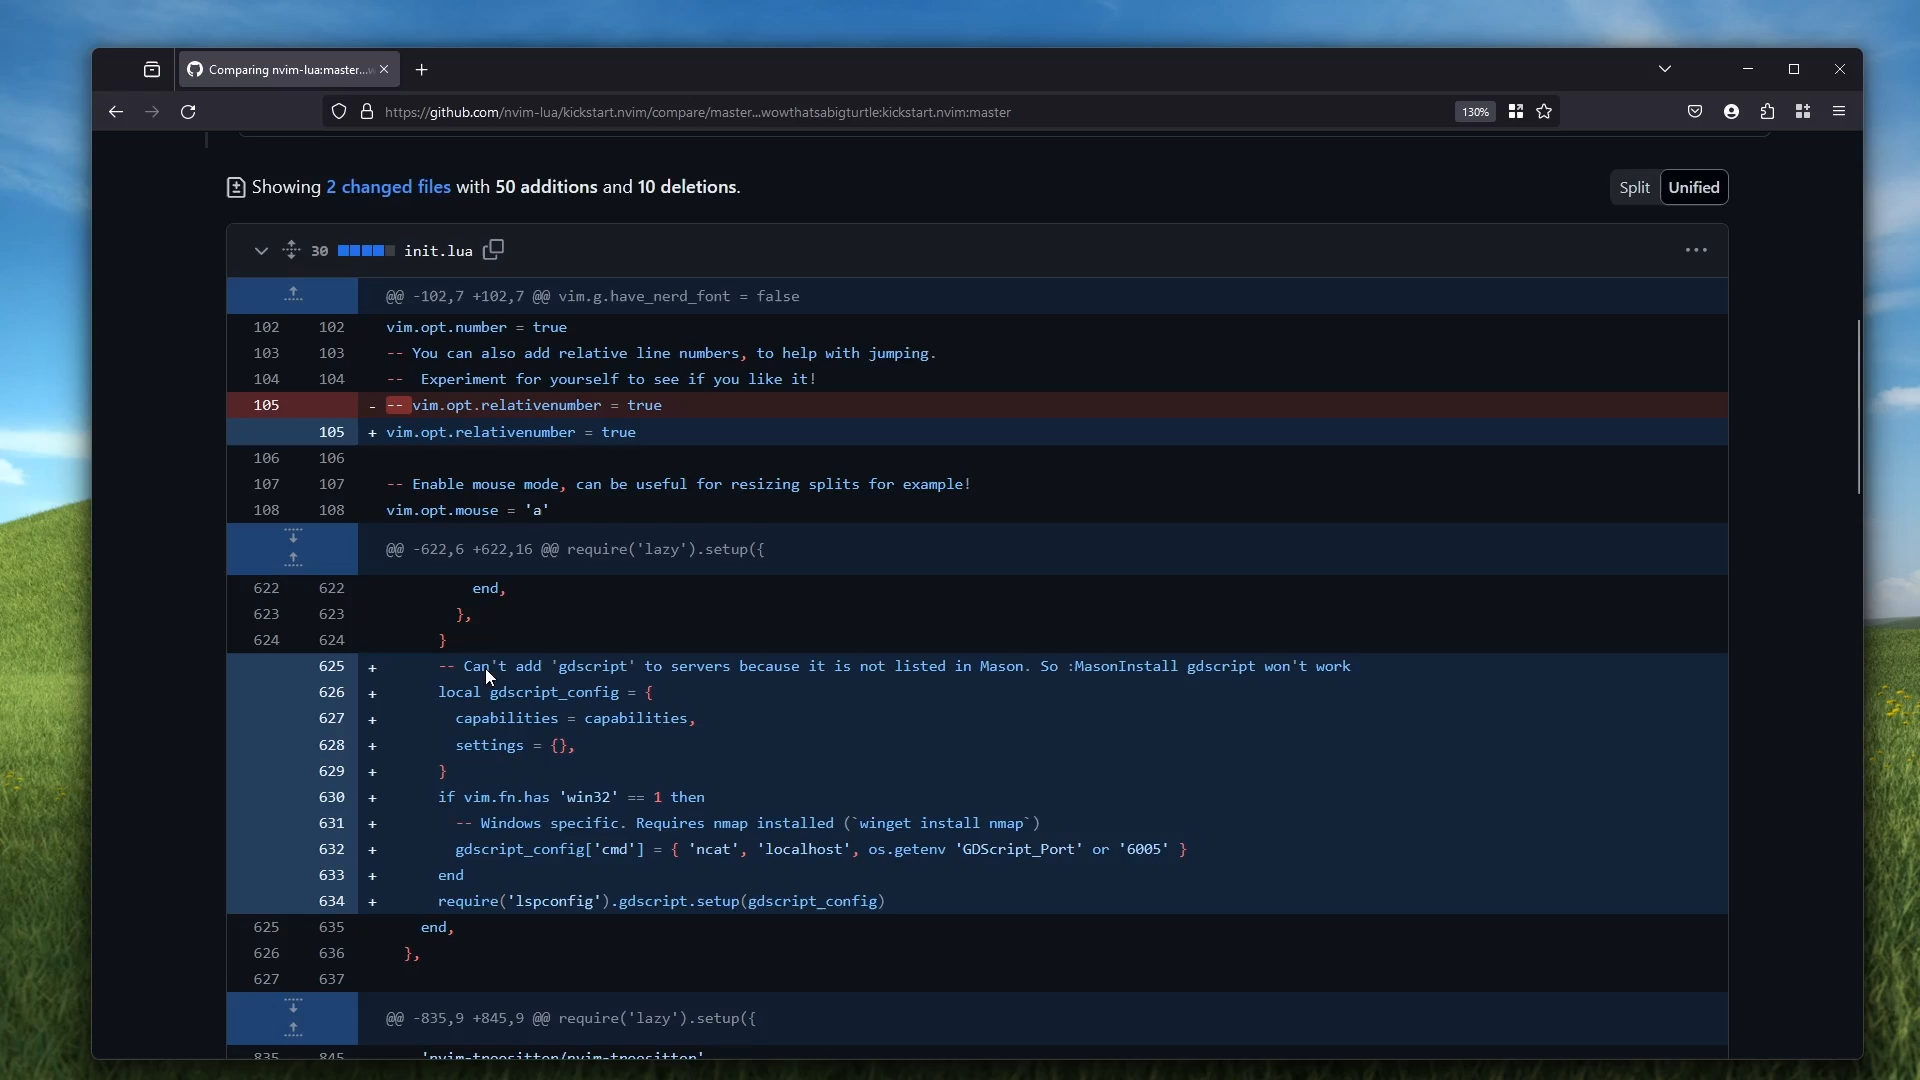 Comparing nvim-lua:master...
https://github.com/nvim-lua/kickstart.nvim/compare/master...wowthatsabigturtle:kickstart.nvim:master
130%
Showing 2 changed files with 50 additions and 10 deletions.
Split Unified
30 init.lua
@@ -102,7 +102,7 @@ vim.g.have_nerd_font = false
102 102 vim.opt.number = true
103 103 -- You can also add relative line numbers, to help with jumping.
104 104 --  Experiment for yourself to see if you like it!
105 - -- vim.opt.relativenumber = true
105 + vim.opt.relativenumber = true
106 106
107 107 -- Enable mouse mode, can be useful for resizing splits for example!
108 108 vim.opt.mouse = 'a'
@@ -622,6 +622,16 @@ require('lazy').setup({
622 622 end,
623 623 },
624 624 }
625 + -- Can't add 'gdscript' to servers because it is not listed in Mason. So :MasonInstall gdscript won't work
626 + local gdscript_config = {
627 + capabilities = capabilities,
628 + settings = {},
629 + }
630 + if vim.fn.has 'win32' == 1 then
631 + -- Windows specific. Requires nmap installed (`winget install nmap`)
632 + gdscript_config['cmd'] = { 'ncat', 'localhost', os.getenv 'GDScript_Port' or '6005' }
633 + end
634 + require('lspconfig').gdscript.setup(gdscript_config)
625 635 end,
626 636 },
627 637
@@ -835,9 +845,9 @@ require('lazy').setup({
835 845 'nvim-treesitter/nvim-treesitter'